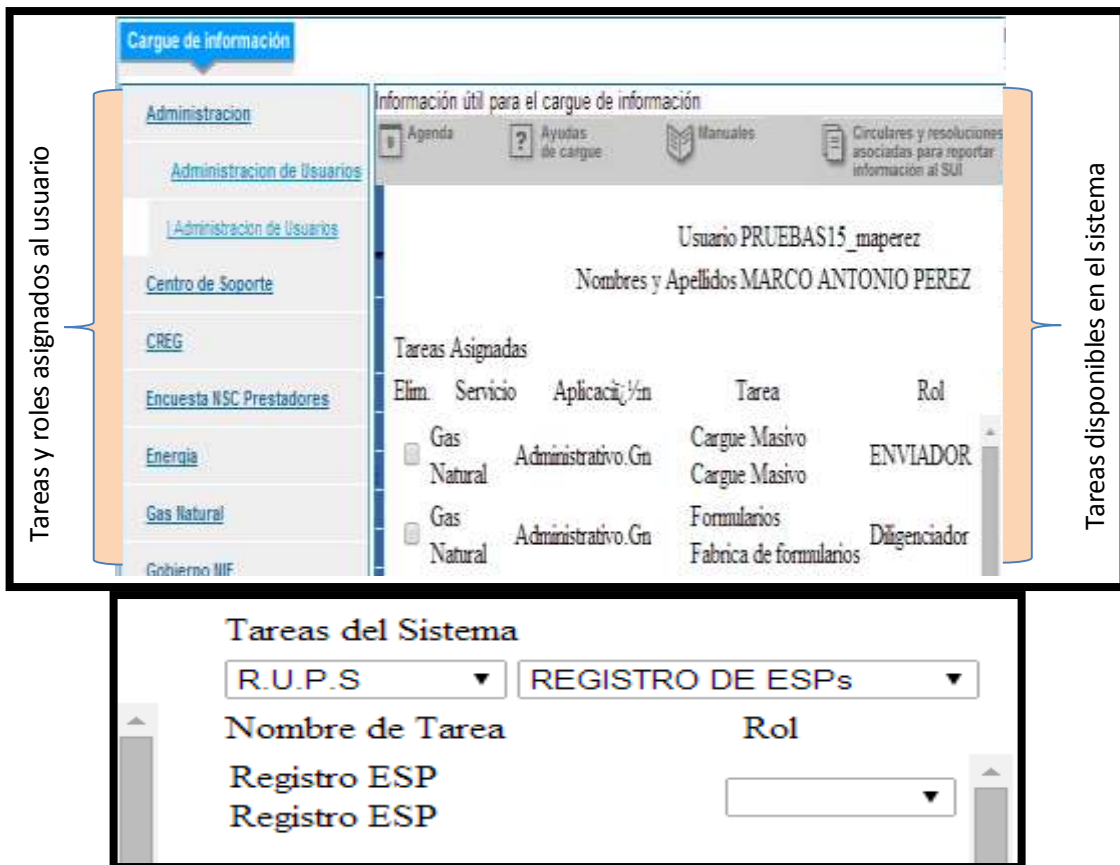 Cargue de información
Tareas y roles asignados al usuario
Administracion
Administracion de Usuarios
| Administracion de Usuarios
Centro de Soporte
CREG
Encuesta NSC Prestadores
Energia
Gas Natural
Gobierno NIF
Información útil para el cargue de información
Agenda
? Ayudas
de cargue
Manuales
Circulares y resoluciones
asociadas para reportar
información al SUI
Usuario PRUEBAS15_maperez
Nombres y Apellidos MARCO ANTONIO PEREZ
Tareas Asignadas
Elim. Servicio Aplicaciï¿½n Tarea Rol
Gas
Natural
Administrativo.Gn
Cargue Masivo
Cargue Masivo
ENVIADOR
Gas
Natural
Administrativo.Gn
Formularios
Fabrica de formularios
Diligenciador
Tareas disponibles en el sistema
Tareas del Sistema
R.U.P.S REGISTRO DE ESPs
Nombre de Tarea Rol
Registro ESP
Registro ESP